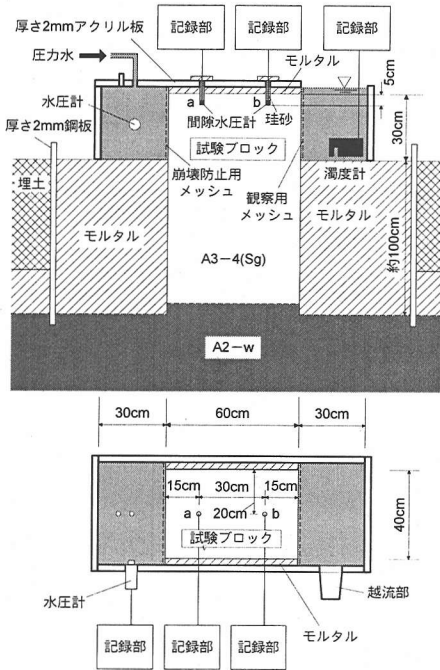 記録部
記録部
記録部
厚さ2mmアクリル板
モルタル
圧力水
5cm
水圧計
a
b
間隙水圧計
珪砂
30cm
厚さ2mm鋼板
試験ブロック
濁度計
崩壊防止用
メッシュ
観察用
メッシュ
埋土
モルタル
モルタル
約100cm
A3-4(Sg)
A2-w
30cm
60cm
30cm
15cm
30cm
15cm
a
20cm
b
40cm
試験ブロック
水圧計
越流部
モルタル
記録部
記録部
記録部